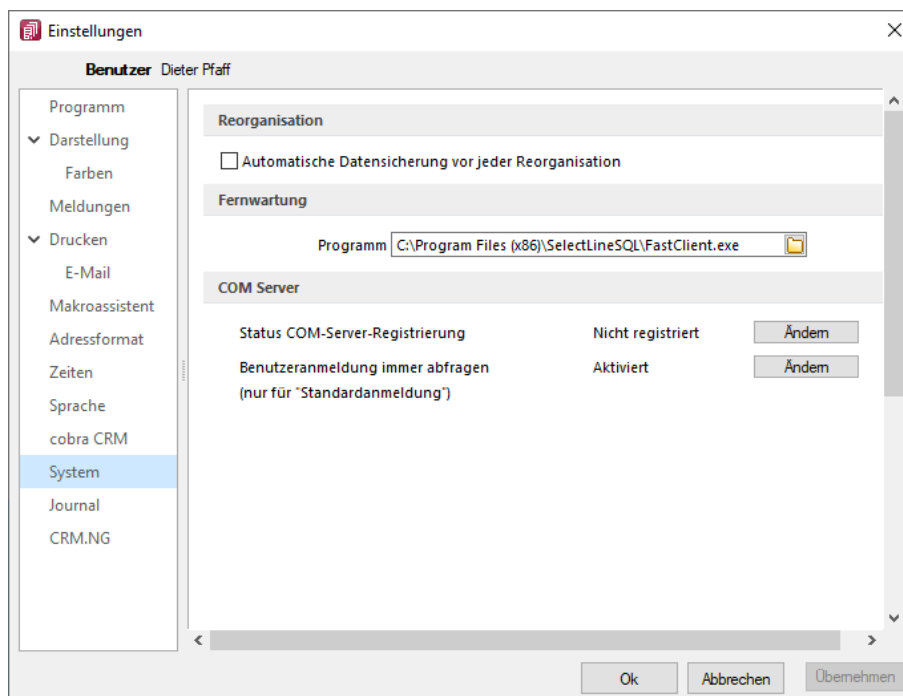 Einstellungen
Benutzer Dieter Pfaff
Programm
Darstellung
Farben
Meldungen
Drucken
E-Mail
Makroassistent
Adressformat
Zeiten
Sprache
cobra CRM
System
Journal
CRM.NG
Reorganisation
Automatische Datensicherung vor jeder Reorganisation
Fernwartung
Programm C:\Program Files (x86)\SelectLineSQL\FastClient.exe
COM Server
Status COM-Server-Registrierung Nicht registriert Ändern
Benutzeranmeldung immer abfragen Aktiviert Ändern
(nur für "Standardanmeldung")
Ok Abbrechen Übernehmen